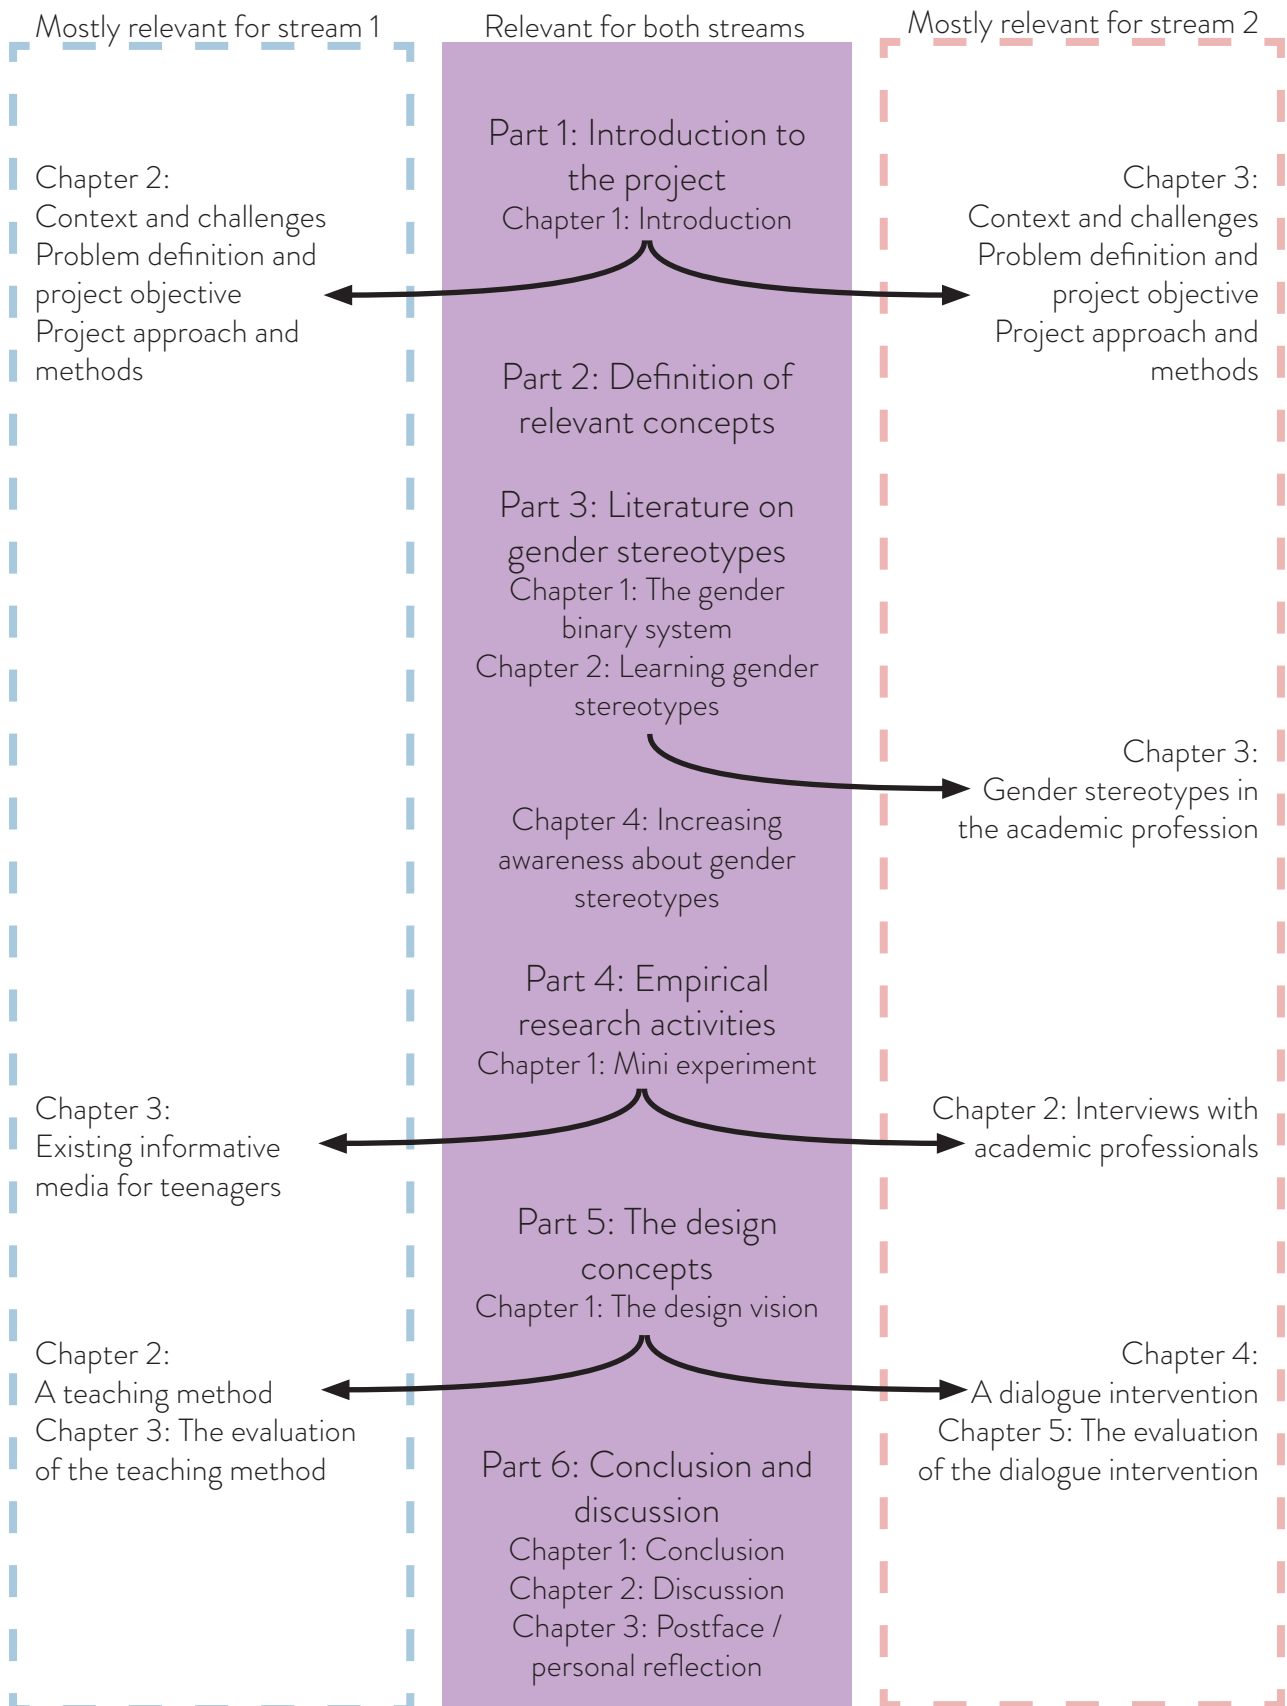 Mostly relevant for stream 1
Relevant for both streams
Mostly relevant for stream 2
Part 1: Introduction to
the project
Chapter 1: Introduction
Chapter 2:
Context and challenges
Problem definition and
project objective
Project approach and
methods
Chapter 3:
Context and challenges
Problem definition and
project objective
Project approach and
methods
Part 2: Definition of
relevant concepts
Part 3: Literature on
gender stereotypes
Chapter 1: The gender
binary system
Chapter 2: Learning gender
stereotypes
Chapter 3:
Gender stereotypes in
the academic profession
Chapter 4: Increasing
awareness about gender
stereotypes
Part 4: Empirical
research activities
Chapter 1: Mini experiment
Chapter 3:
Existing informative
media for teenagers
Chapter 2: Interviews with
academic professionals
Part 5: The design
concepts
Chapter 1: The design vision
Chapter 2:
A teaching method
Chapter 3: The evaluation
of the teaching method
Chapter 4:
A dialogue intervention
Chapter 5: The evaluation
of the dialogue intervention
Part 6: Conclusion and
discussion
Chapter 1: Conclusion
Chapter 2: Discussion
Chapter 3: Postface /
personal reflection